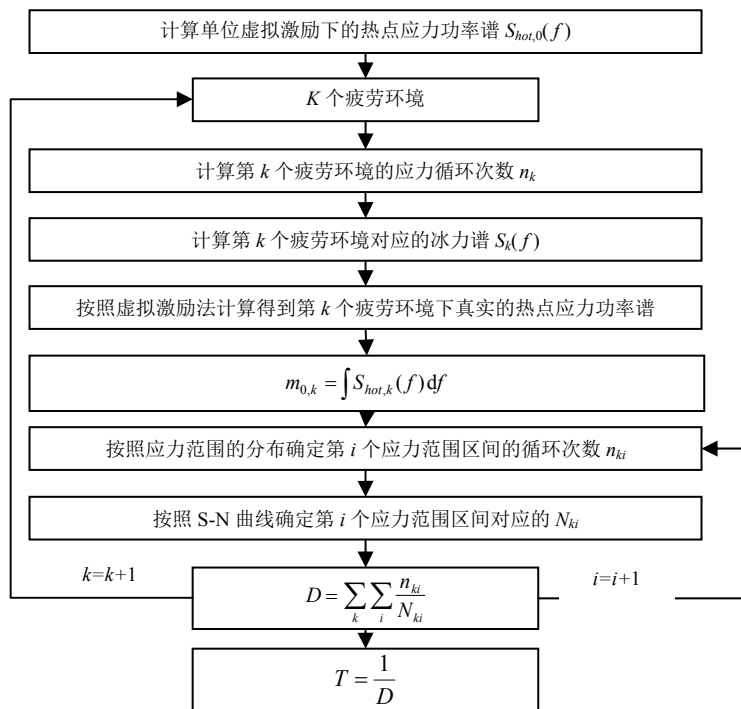 计算单位虚拟激励下的热点应力功率谱 S_{hot,0}(f)
K 个疲劳环境
计算第 k 个疲劳环境的应力循环次数 n_k
计算第 k 个疲劳环境对应的冰力谱 S_k(f)
按照虚拟激励法计算得到第 k 个疲劳环境下真实的热点应力功率谱
m_{0,k} = ∫ S_{hot,k}(f) df
按照应力范围的分布确定第 i 个应力范围区间的循环次数 n_{ki}
按照 S-N 曲线确定第 i 个应力范围区间对应的 N_{ki}
k=k+1
D = ∑_k ∑_i n_{ki}/N_{ki}
i=i+1
T = 1/D